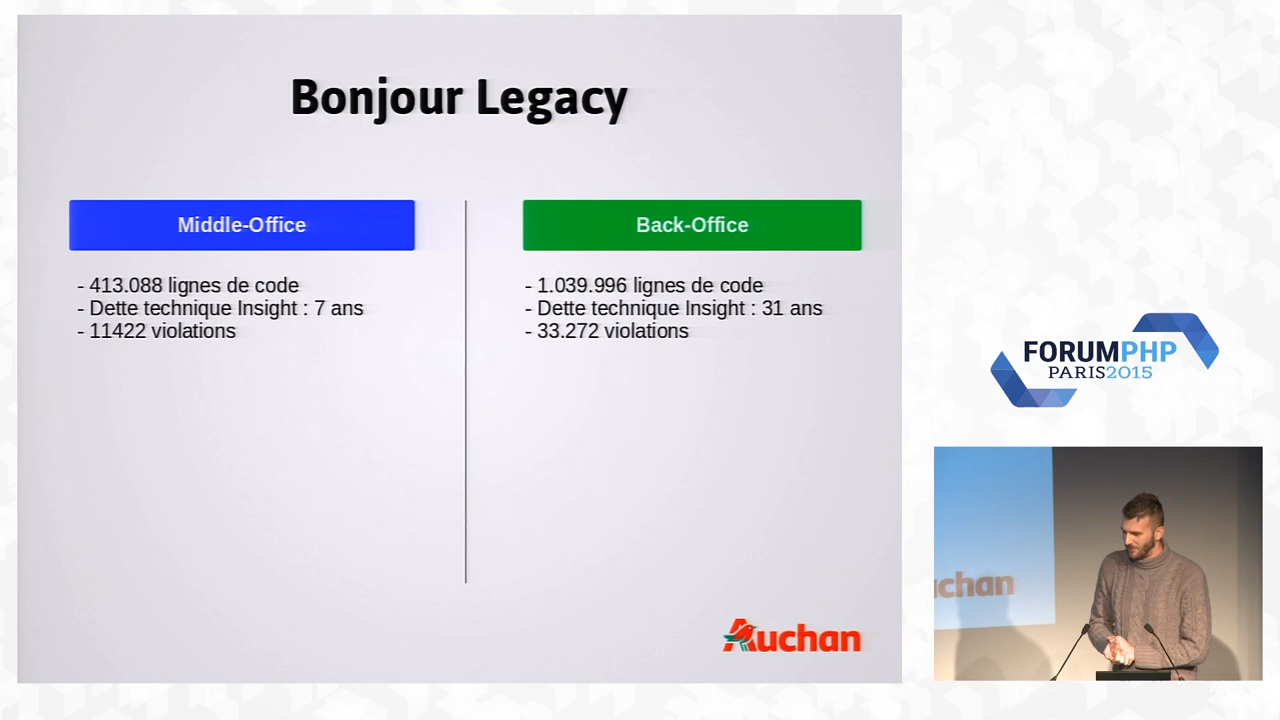 Bonjour Legacy
Middle-Office
- 413.088 lignes de code
- Dette technique Insight : 7 ans
- 11422 violations
Back-Office
- 1.039.996 lignes de code
- Dette technique Insight : 31 ans
- 33.272 violations
Auchan
FORUMPHP
PARIS2015
chan